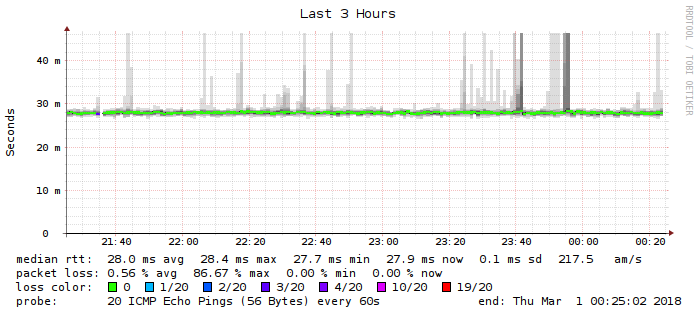 Last 3 Hours
RRDTOOL / TOBI OETIKER
Seconds
40 m
30 m
20 m
10 m
0
21:40 22:00 22:20 22:40 23:00 23:20 23:40 00:00 00:20
median rtt: 28.0 ms avg 28.4 ms max 27.7 ms min 27.9 ms now 0.1 ms sd 217.5 am/s
packet loss: 0.56 % avg 86.67 % max 0.00 % min 0.00 % now
loss color: 0 1/20 2/20 3/20 4/20 10/20 19/20
probe: 20 ICMP Echo Pings (56 Bytes) every 60s end: Thu Mar 1 00:25:02 2018